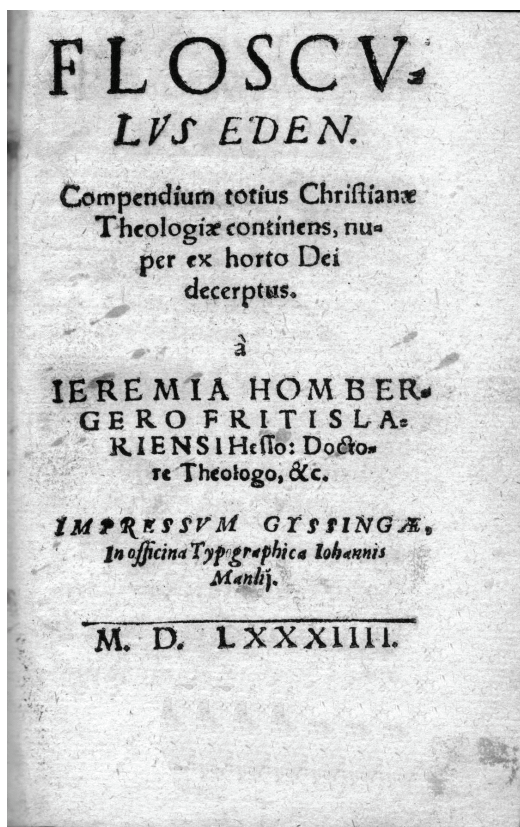 FLOSCV⸗
LVS EDEN.
Compendium totius Christianæ
Theologiæ continens, nu⸗
per ex horto Dei
decerptus.
à
IEREMIA HOMBER⸗
GERO FRITISLA⸗
RIENSI Hesso: Docto⸗
re Theologo, &c.
IMPRESSVM GYSSINGÆ,
In officina Typographica Iohannis
Manlij.
M. D. LXXXIIII.